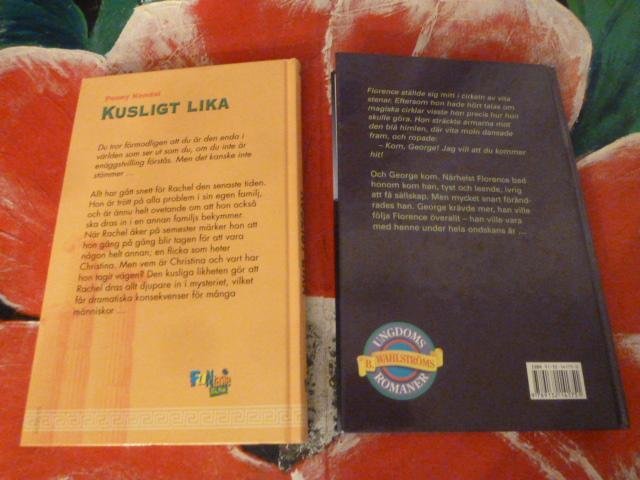 Penny Kendal
KUSLIGT LIKA
Du tror förmodligen att du är den enda i
världen som ser ut som du, om du inte är
enäggstvilling förstås. Men det kanske inte
stämmer ...
Allt har gått snett för Rachel den senaste tiden.
Hon är trött på alla problem i sin egen familj,
och är ännu helt ovetande om att hon också
ska dras in i en annan familjs bekymmer.
När Rachel åker på semester märker hon att
hon gång på gång blir tagen för att vara
någon helt annan; en flicka som heter
Christina. Men vem är Christina och vart har
hon tagit vägen? Den kusliga likheten gör att
Rachel dras allt djupare in i mysteriet, vilket
får dramatiska konsekvenser för många
människor ...
Florence ställde sig mitt i cirkeln av vita
stenar. Eftersom hon hade hört talas om
magiska cirklar visste hon precis hur hon
skulle göra. Hon sträckte armarna mot
den blå himlen, där vita moln dansade
fram, och ropade:
– Kom, George! Jag vill att du kommer
hit!
Och George kom. Närhelst Florence bad
honom kom han, tyst och leende, ivrig
att få sällskap. Men mycket snart föränd-
rades han. George krävde mer, han ville
följa Florence överallt – han ville vara
med henne under hela ondskans är ...
UNGDOMS
B. WAHLSTRÖMS
ROMANER